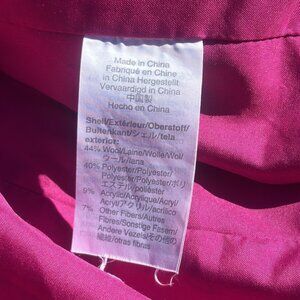 Made in China
Fabriqué en Chine
in China Hergestellt
Vervaardigd in China
中国製
Hecho en China
Shell/Extérieur/Oberstoff/
Buitenkant/シェル/tela
exterior:
44% Wool/Laine/Wolle/Wol/
ウール/lana
40% Polyester/Polyester/
Polyester/Polyester/ポリ
エステル/poliéster
9% Acrylic/Acrylique/Acryl/
Acryl/アクリル/acrílico
7% Other Fibers/Autres
Fibres/Sonstige Fasern/
Andere Vezels/その他の
繊維/otras fibras